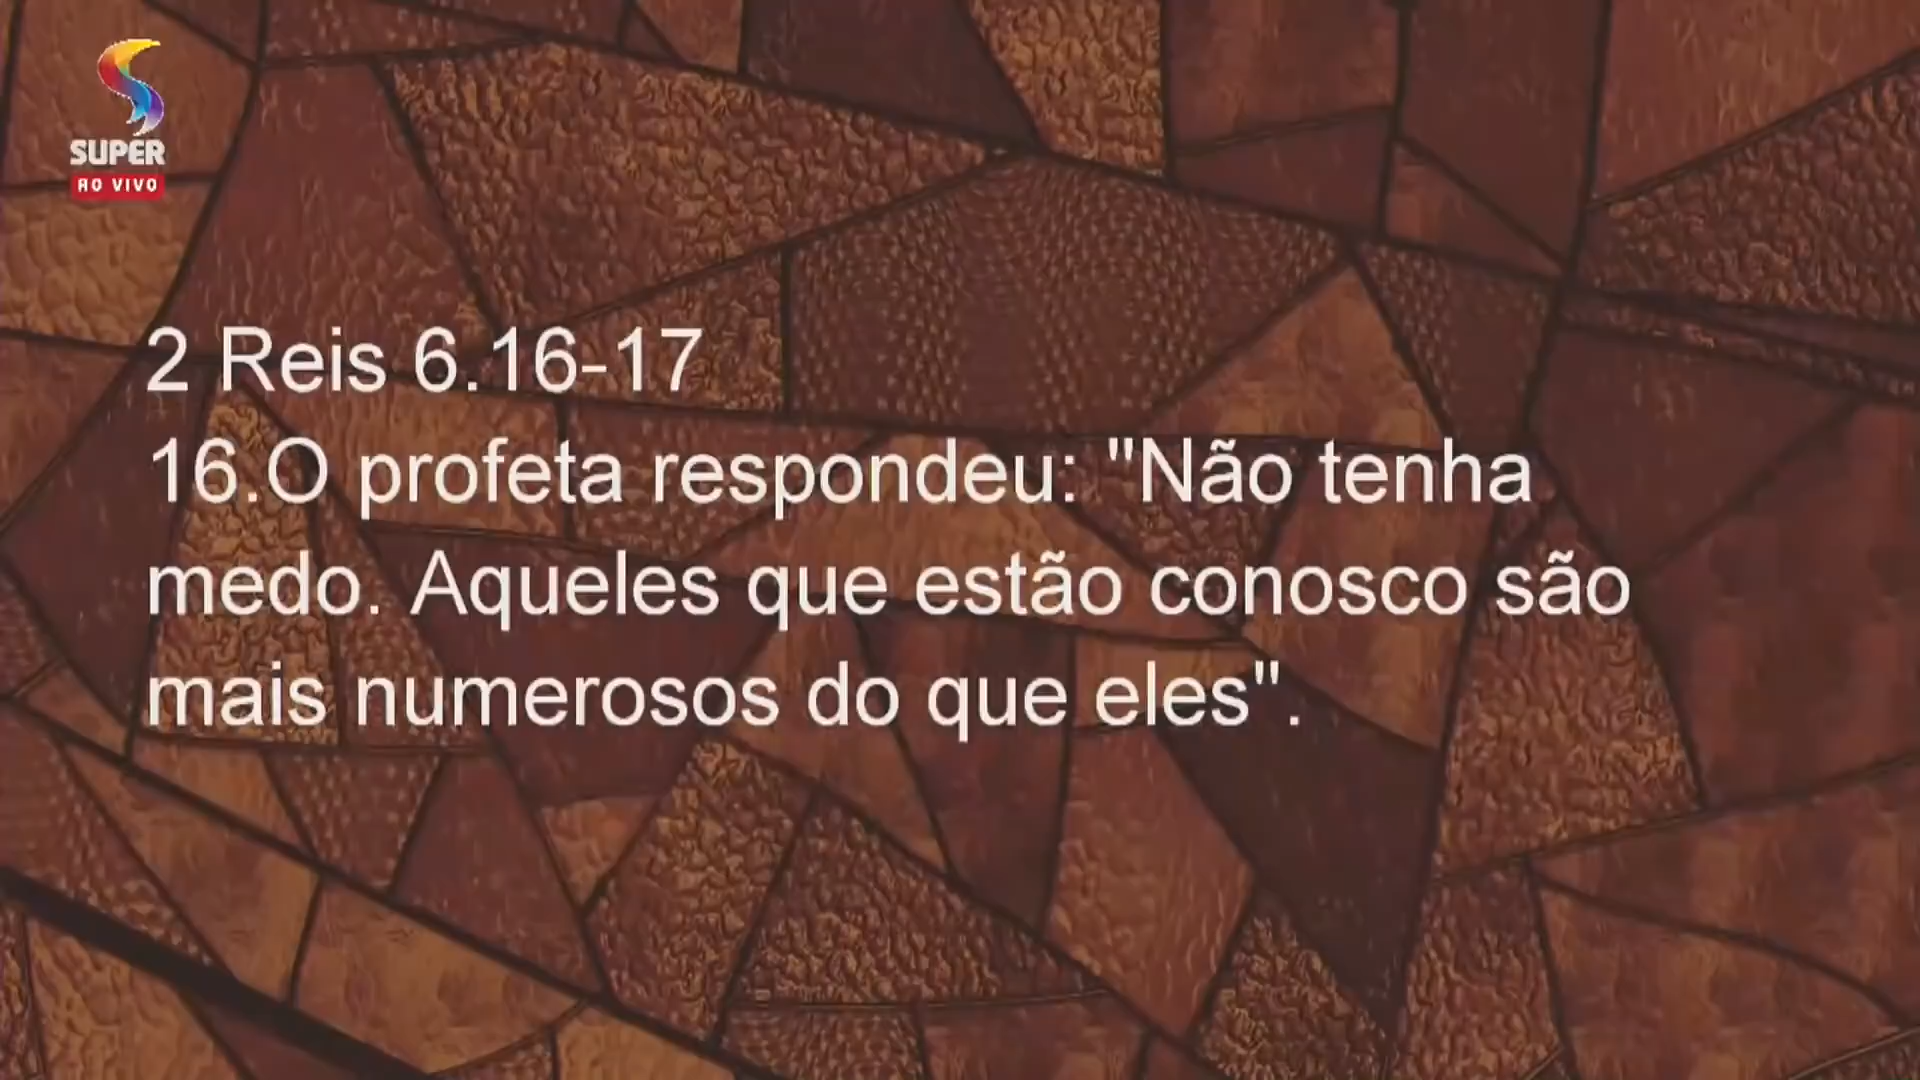 SUPER
AO VIVO
2 Reis 6.16-17
16.O profeta respondeu: "Não tenha
medo. Aqueles que estão conosco são
mais numerosos do que eles".